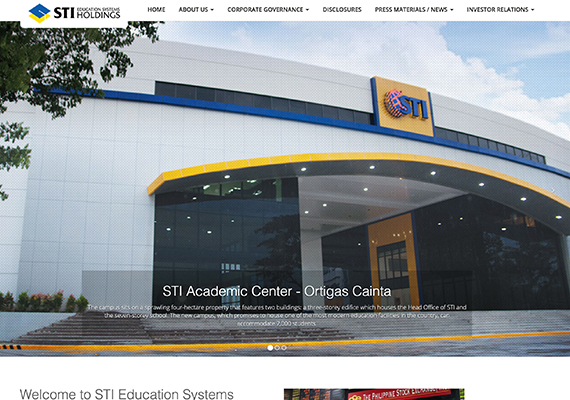 STI EDUCATION SYSTEMS HOLDINGS
HOME ABOUT US CORPORATE GOVERNANCE DISCLOSURES PRESS MATERIALS / NEWS INVESTOR RELATIONS
STI
STI Academic Center - Ortigas Cainta
The campus sits on a sprawling four-hectare property that features two buildings: a three-storey edifice which houses the Head Office of STI and
the seven-storey school. The new campus, which promises to house one of the most modern education facilities in the country, can
accommodate 7,000 students.
Welcome to STI Education Systems
THE PHILIPPINE STOCK EXCHANGE